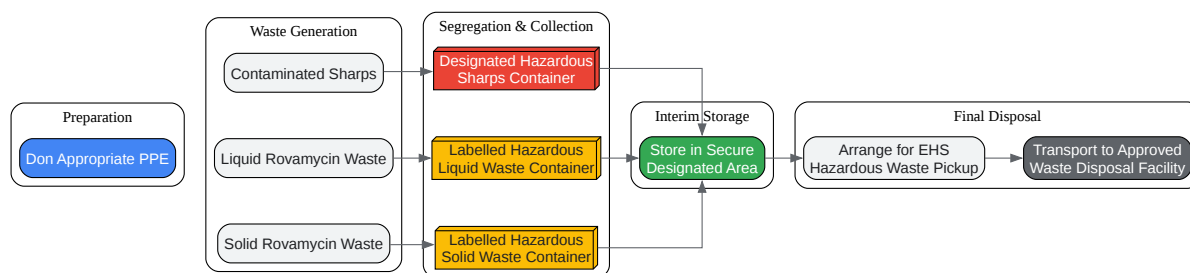 Preparation
Don Appropriate PPE
Waste Generation
Contaminated Sharps
Liquid Rovamycin Waste
Solid Rovamycin Waste
Segregation & Collection
Designated Hazardous
Sharps Container
Labelled Hazardous
Liquid Waste Container
Labelled Hazardous
Solid Waste Container
Interim Storage
Store in Secure
Designated Area
Final Disposal
Arrange for EHS
Hazardous Waste Pickup
Transport to Approved
Waste Disposal Facility